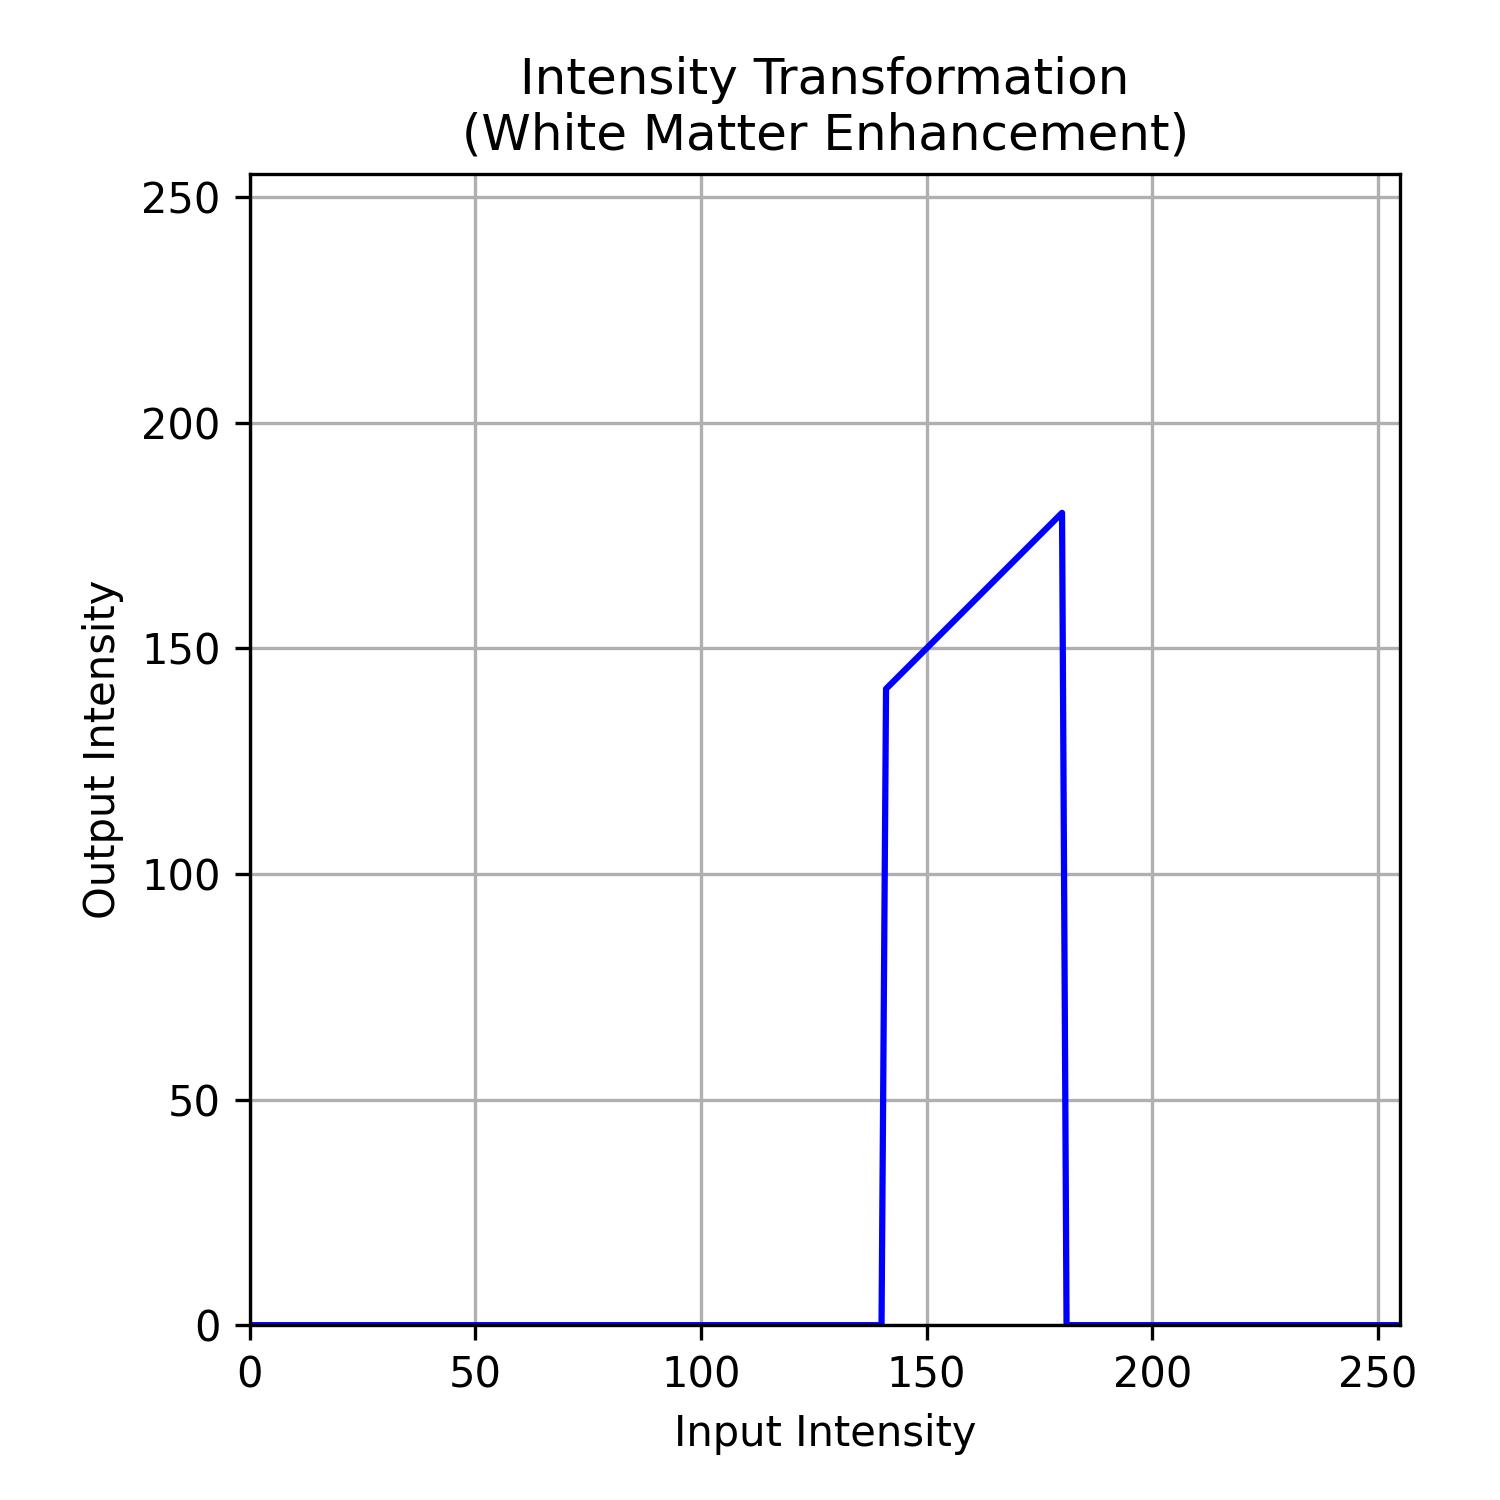 Intensity Transformation
(White Matter Enhancement)
250
200
150
100
50
0
Output Intensity
0 50 100 150 200 250
Input Intensity